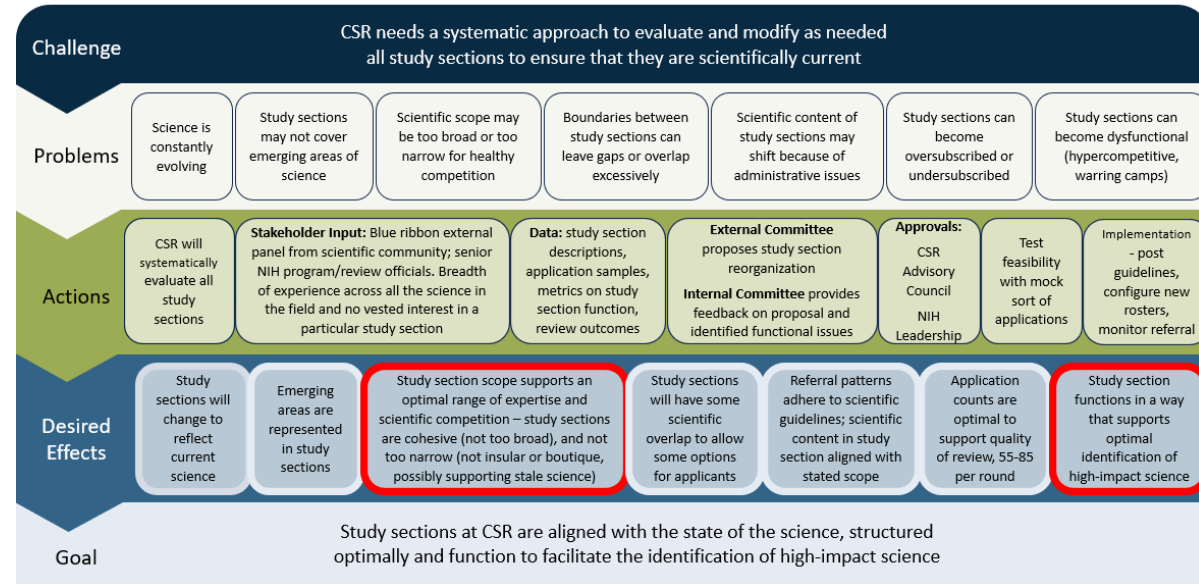 Challenge
CSR needs a systematic approach to evaluate and modify as needed
all study sections to ensure that they are scientifically current
Problems
Science is
constantly
evolving
Study sections
may not cover
emerging areas of
science
Scientific scope may
be too broad or too
narrow for healthy
competition
Boundaries between
study sections can
leave gaps or overlap
excessively
Scientific content of
study sections may
shift because of
administrative issues
Study sections can
become
oversubscribed or
undersubscribed
Study sections can
become dysfunctional
(hypercompetitive,
warring camps)
Actions
CSR will
systematically
evaluate all
study
sections
Stakeholder Input: Blue ribbon external
panel from scientific community; senior
NIH program/review officials. Breadth
of experience across all the science in
the field and no vested interest in a
particular study section
Data: study section
descriptions,
application samples,
metrics on study
section function,
review outcomes
External Committee
proposes study section
reorganization
Internal Committee provides
feedback on proposal and
identified functional issues
Approvals:
CSR
Advisory
Council
NIH
Leadership
Test
feasibility
with mock
sort of
applications
Implementation
- post
guidelines,
configure new
rosters,
monitor referral
Desired
Effects
Study
sections will
change to
reflect
current
science
Emerging
areas are
represented
in study
sections
Study section scope supports an
optimal range of expertise and
scientific competition – study sections
are cohesive (not too broad), and not
too narrow (not insular or boutique,
possibly supporting stale science)
Study sections
will have some
scientific
overlap to allow
some options
for applicants
Referral patterns
adhere to scientific
guidelines; scientific
content in study
section aligned with
stated scope
Application
counts are
optimal to
support quality
of review, 55-85
per round
Study section
functions in a way
that supports
optimal
identification of
high-impact science
Goal
Study sections at CSR are aligned with the state of the science, structured
optimally and function to facilitate the identification of high-impact science